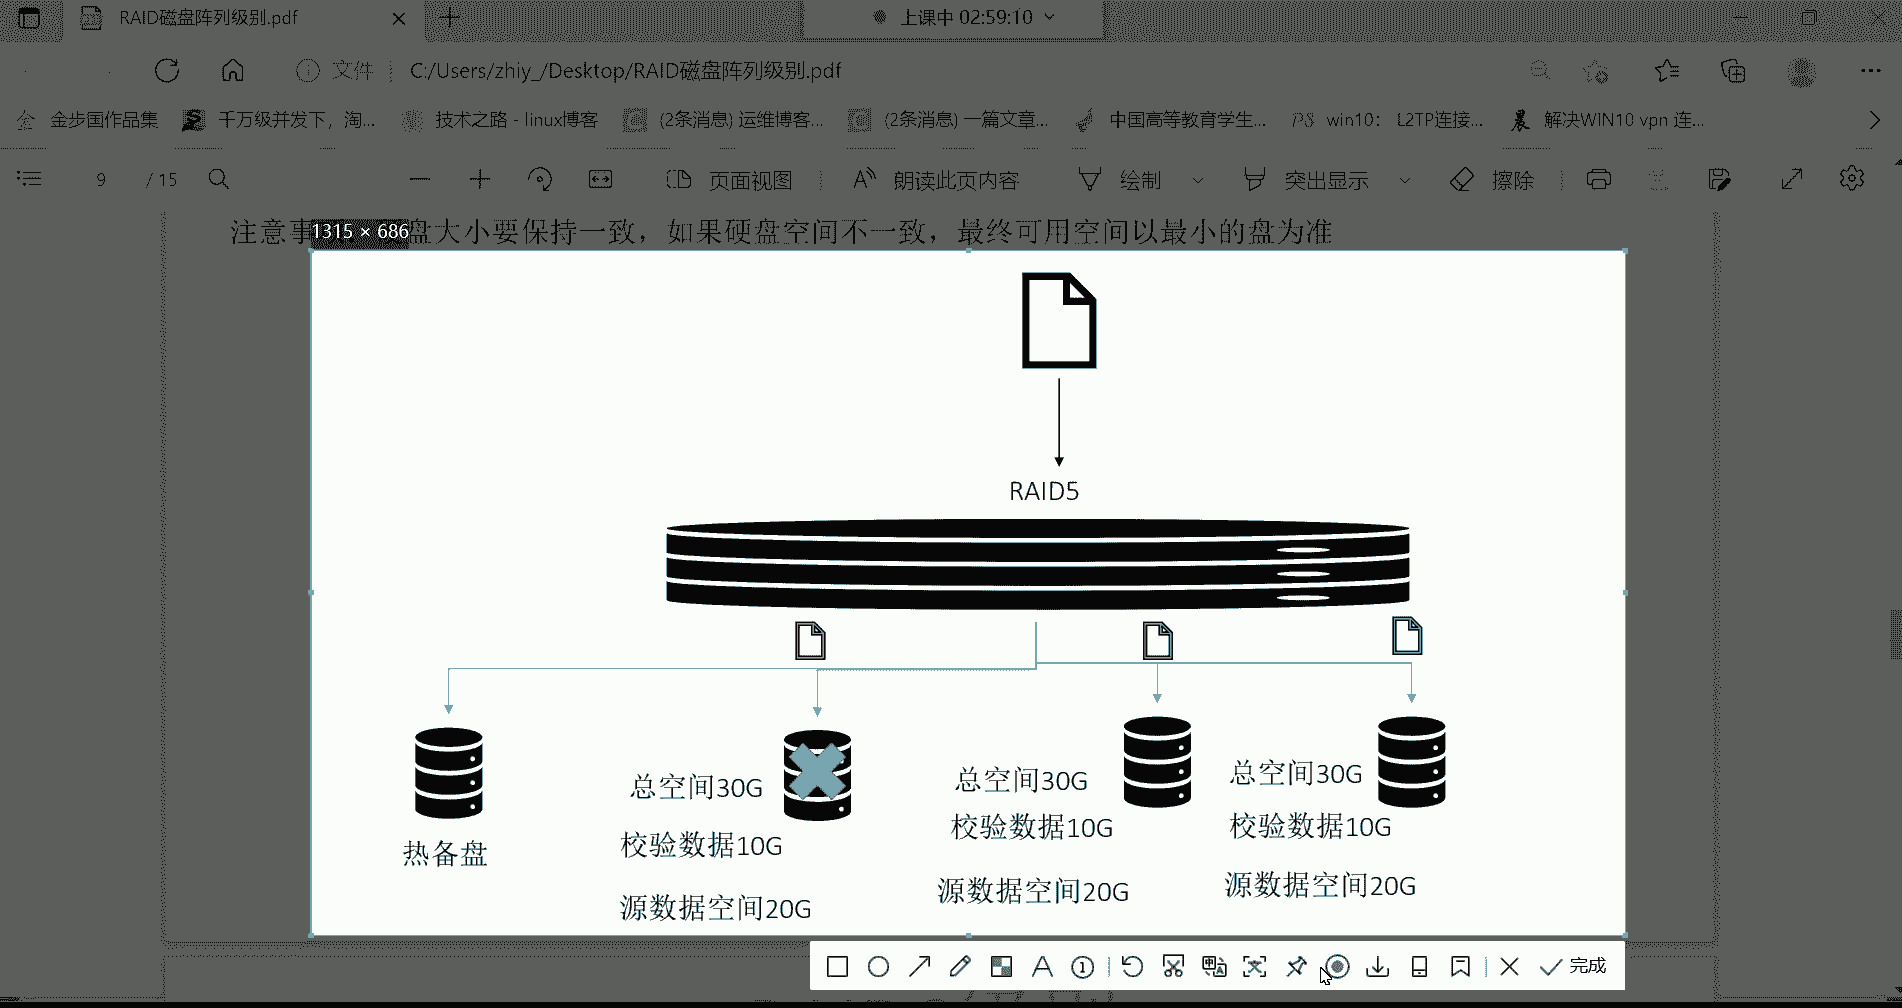 RAID磁盘阵列级别.pdf
上课中 02:59:10
文件 C:/Users/zhiy_/Desktop/RAID磁盘阵列级别.pdf
金步国作品集 千万级并发下，淘... 技术之路 - linux博客 (2条消息) 运维博客... (2条消息) 一篇文章... 中国高等教育学生... win10： L2TP连接... 解决WIN10 vpn 连...
9 / 15 页面视图 朗读此页内容 绘制 突出显示 擦除
注意事 盘大小要保持一致，如果硬盘空间不一致，最终可用空间以最小的盘为准
1315 × 686
RAID5
总空间30G 总空间30G 总空间30G
校验数据10G 校验数据10G 校验数据10G
热备盘
源数据空间20G 源数据空间20G 源数据空间20G
完成